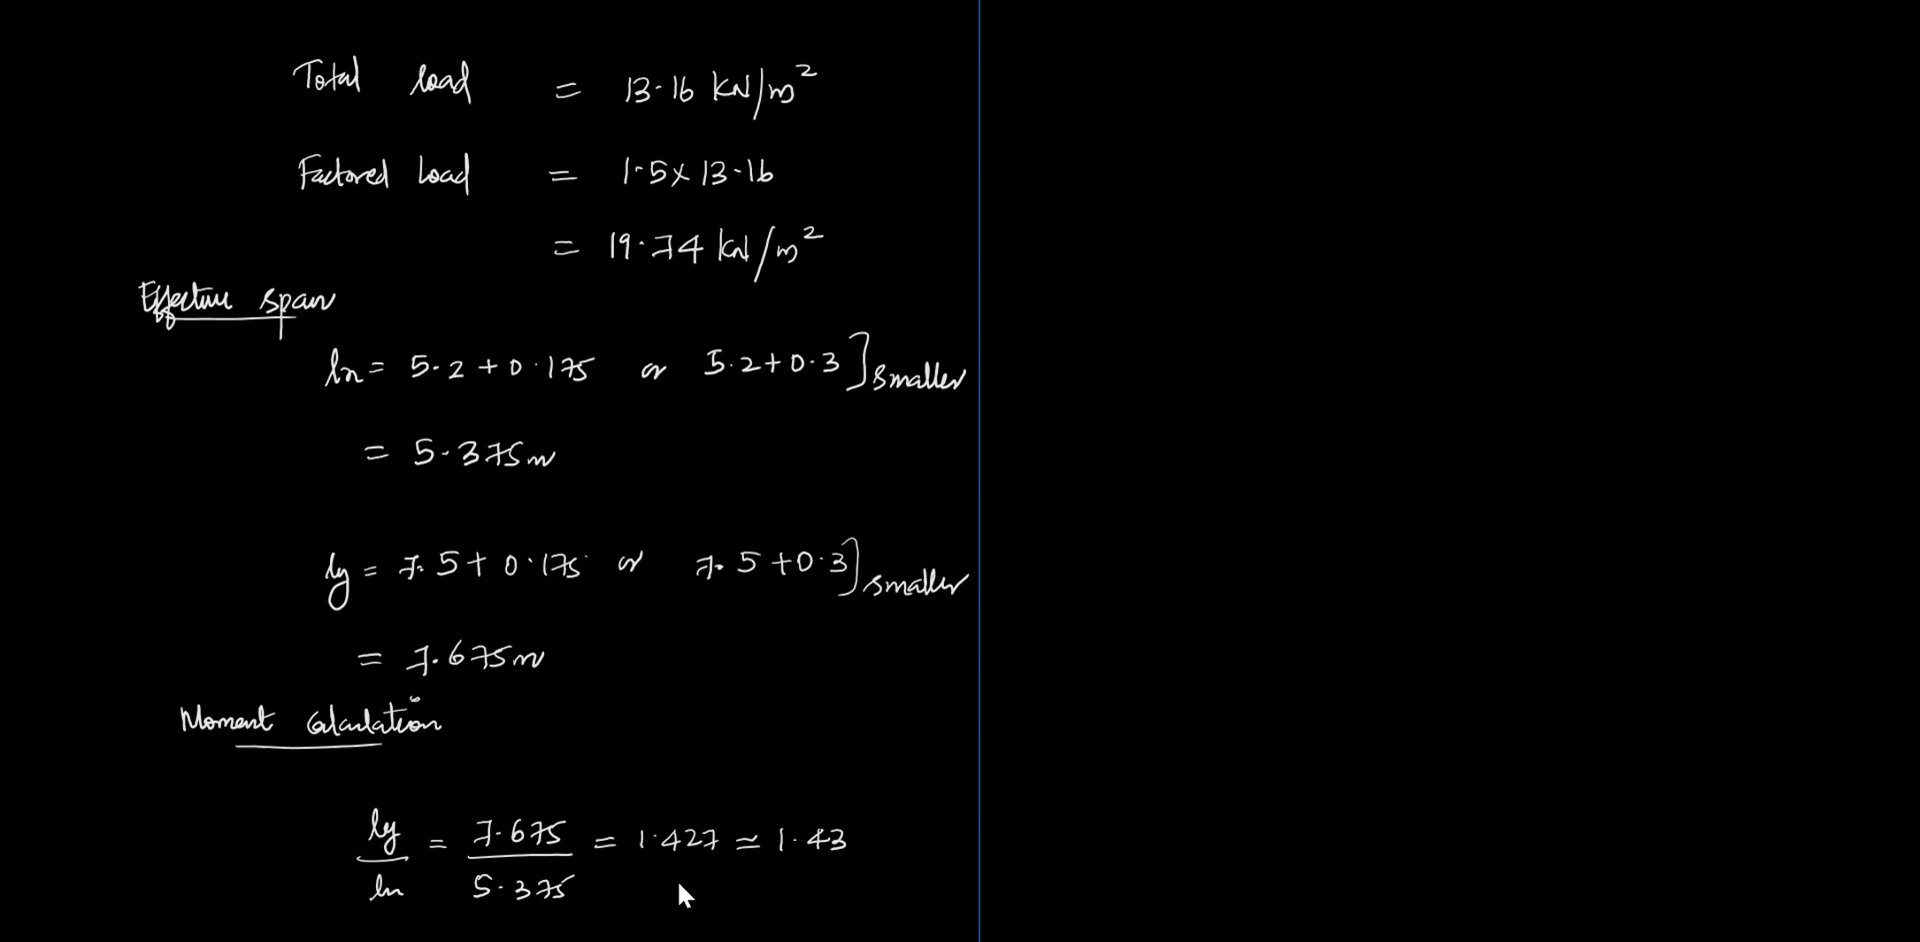 Total load = 13.16 kN/m²
Factored Load = 1.5 x 13.16
= 19.74 kN/m²
Effective span
lx = 5.2 + 0.175 or 5.2 + 0.3] smaller
= 5.375m
ly = 7.5 + 0.175 or 7.5 + 0.3] smaller
= 7.675m
Moment Calculation
ly/lx = 7.675/5.375 = 1.427 ≃ 1.43